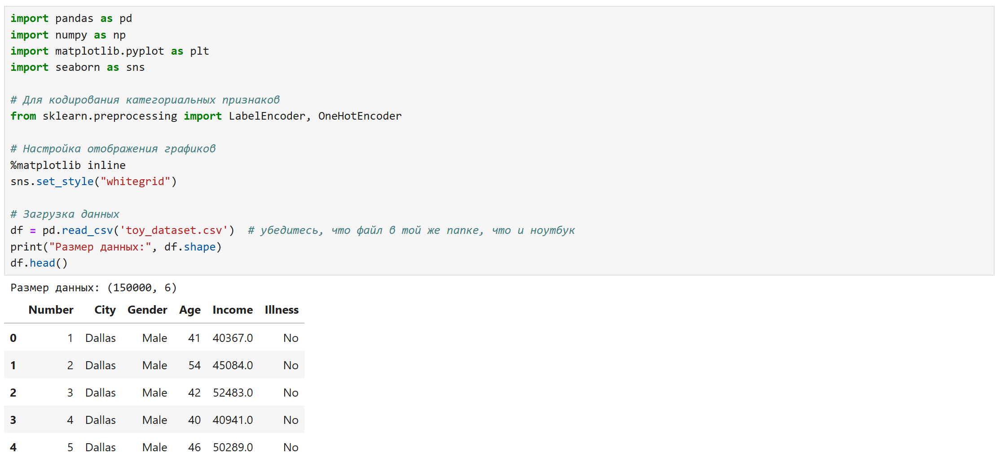 import pandas as pd
import numpy as np
import matplotlib.pyplot as plt
import seaborn as sns
# Для кодирования категориальных признаков
from sklearn.preprocessing import LabelEncoder, OneHotEncoder
# Настройка отображения графиков
%matplotlib inline
sns.set_style("whitegrid")
# Загрузка данных
df = pd.read_csv('toy_dataset.csv')  # убедитесь, что файл в той же папке, что и ноутбук
print("Размер данных:", df.shape)
df.head()
Размер данных: (150000, 6)
Number City Gender Age Income Illness
0 1 Dallas Male 41 40367.0 No
1 2 Dallas Male 54 45084.0 No
2 3 Dallas Male 42 52483.0 No
3 4 Dallas Male 40 40941.0 No
4 5 Dallas Male 46 50289.0 No